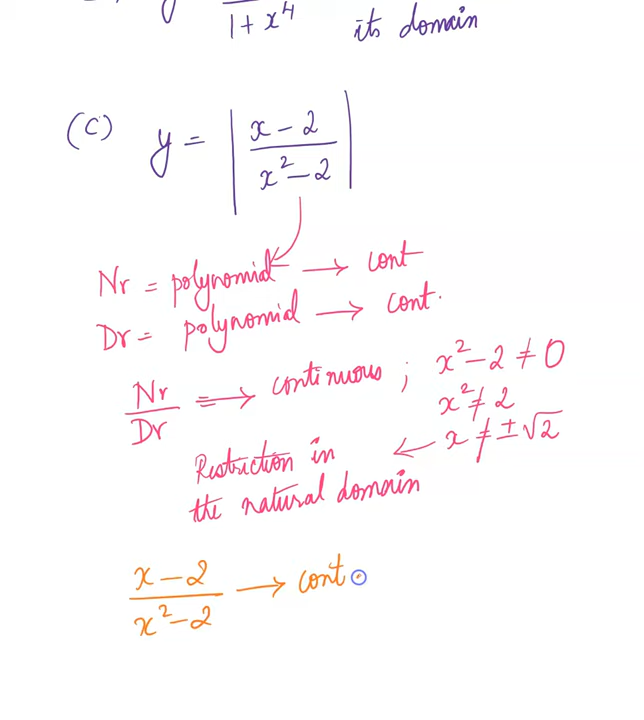 y
1 + x⁴ its domain
(C) y = | (x - 2)/(x² - 2) |
Nr = polynomial → cont
Dr = polynomial → cont.
Nr/Dr ⇒ continuous ; x² - 2 ≠ 0
x² ≠ 2
Restriction in ← x ≠ ± √2
the natural domain
(x - 2)/(x² - 2) → cont